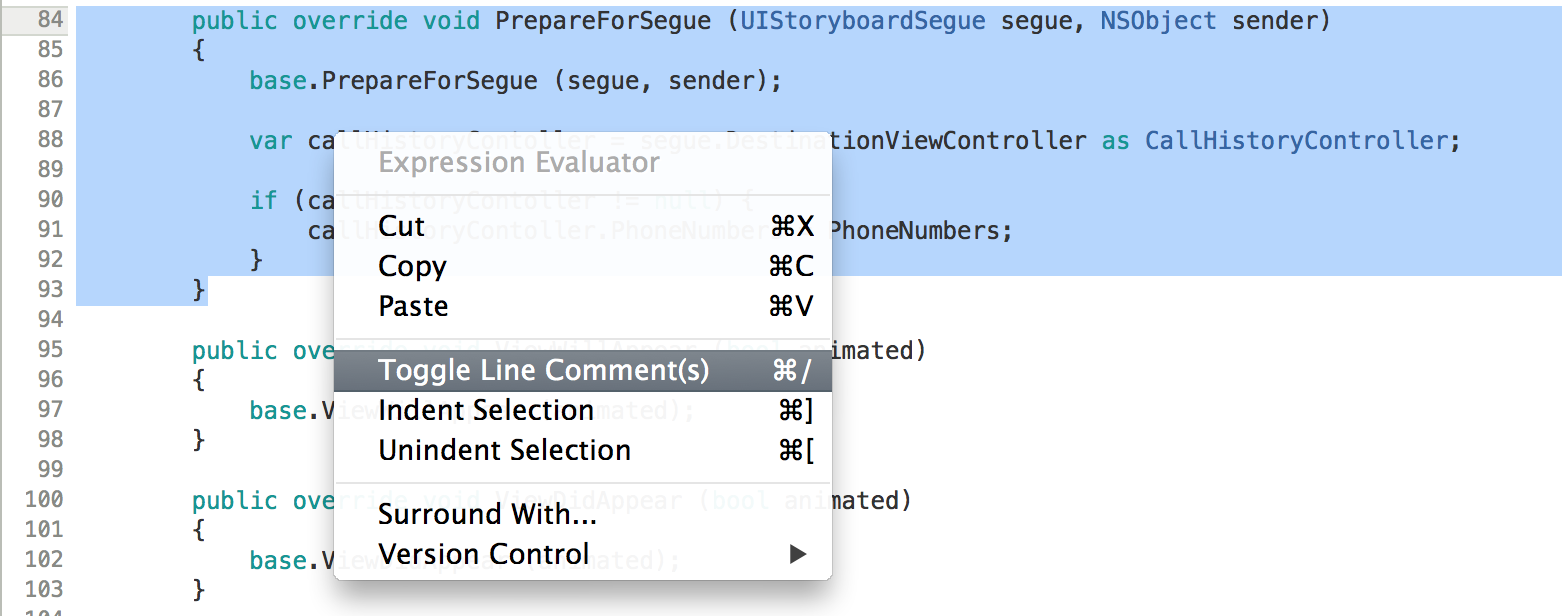 84 public override void PrepareForSegue (UIStoryboardSegue segue, NSObject sender)
85 {
86 base.PrepareForSegue (segue, sender);
87
88 var callHistoryContoller = segue.DestinationViewController as CallHistoryController;
89
90 if (callHistoryContoller != null) {
91 callHistoryContoller.PhoneNumbers = PhoneNumbers;
92 }
93 }
94
95 public override void ViewWillAppear (bool animated)
96 {
97 base.ViewWillAppear (animated);
98 }
99
100 public override void ViewDidAppear (bool animated)
101 {
102 base.ViewDidAppear (animated);
103 }
104
Expression Evaluator
Cut ⌘X
Copy ⌘C
Paste ⌘V
Toggle Line Comment(s) ⌘/
Indent Selection ⌘]
Unindent Selection ⌘[
Surround With...
Version Control ▶